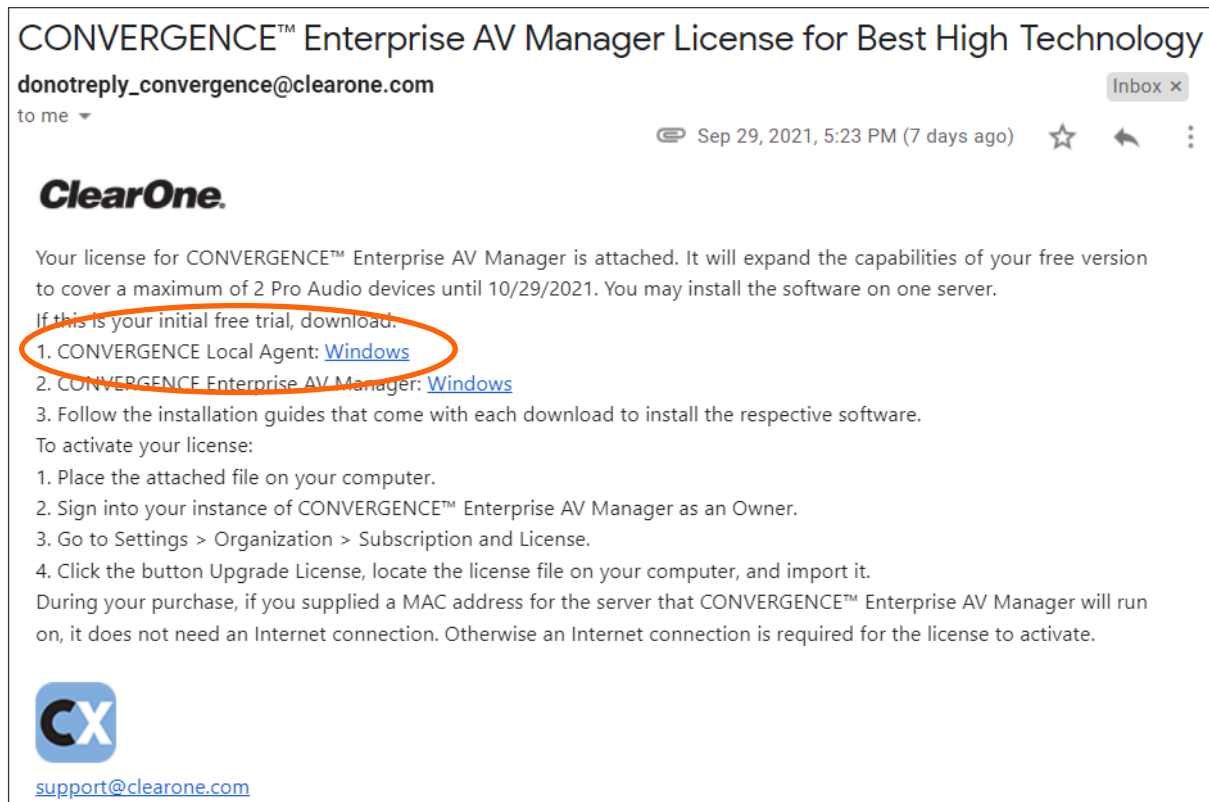 CONVERGENCE™ Enterprise AV Manager License for Best High Technology
donotreply_convergence@clearone.com
Inbox ×
to me
Sep 29, 2021, 5:23 PM (7 days ago)
ClearOne.
Your license for CONVERGENCE™ Enterprise AV Manager is attached. It will expand the capabilities of your free version
to cover a maximum of 2 Pro Audio devices until 10/29/2021. You may install the software on one server.
If this is your initial free trial, download:
1. CONVERGENCE Local Agent: Windows
2. CONVERGENCE Enterprise AV Manager: Windows
3. Follow the installation guides that come with each download to install the respective software.
To activate your license:
1. Place the attached file on your computer.
2. Sign into your instance of CONVERGENCE™ Enterprise AV Manager as an Owner.
3. Go to Settings > Organization > Subscription and License.
4. Click the button Upgrade License, locate the license file on your computer, and import it.
During your purchase, if you supplied a MAC address for the server that CONVERGENCE™ Enterprise AV Manager will run
on, it does not need an Internet connection. Otherwise an Internet connection is required for the license to activate.
CX
support@clearone.com